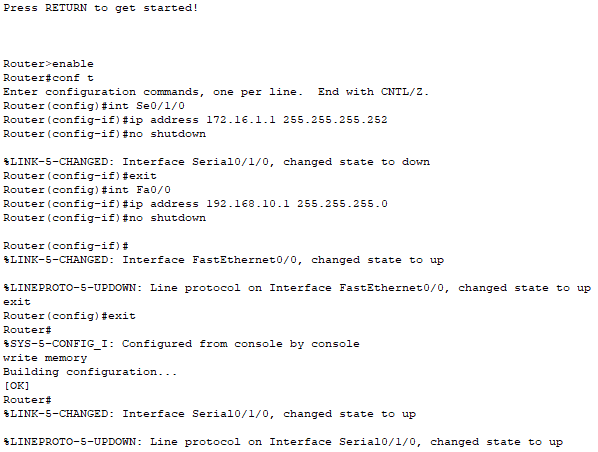 Press RETURN to get started!
Router>enable
Router#conf t
Enter configuration commands, one per line.  End with CNTL/Z.
Router(config)#int Se0/1/0
Router(config-if)#ip address 172.16.1.1 255.255.255.252
Router(config-if)#no shutdown
%LINK-5-CHANGED: Interface Serial0/1/0, changed state to down
Router(config-if)#exit
Router(config)#int Fa0/0
Router(config-if)#ip address 192.168.10.1 255.255.255.0
Router(config-if)#no shutdown
Router(config-if)#
%LINK-5-CHANGED: Interface FastEthernet0/0, changed state to up
%LINEPROTO-5-UPDOWN: Line protocol on Interface FastEthernet0/0, changed state to up
exit
Router(config)#exit
Router#
%SYS-5-CONFIG_I: Configured from console by console
write memory
Building configuration...
[OK]
Router#
%LINK-5-CHANGED: Interface Serial0/1/0, changed state to up
%LINEPROTO-5-UPDOWN: Line protocol on Interface Serial0/1/0, changed state to up